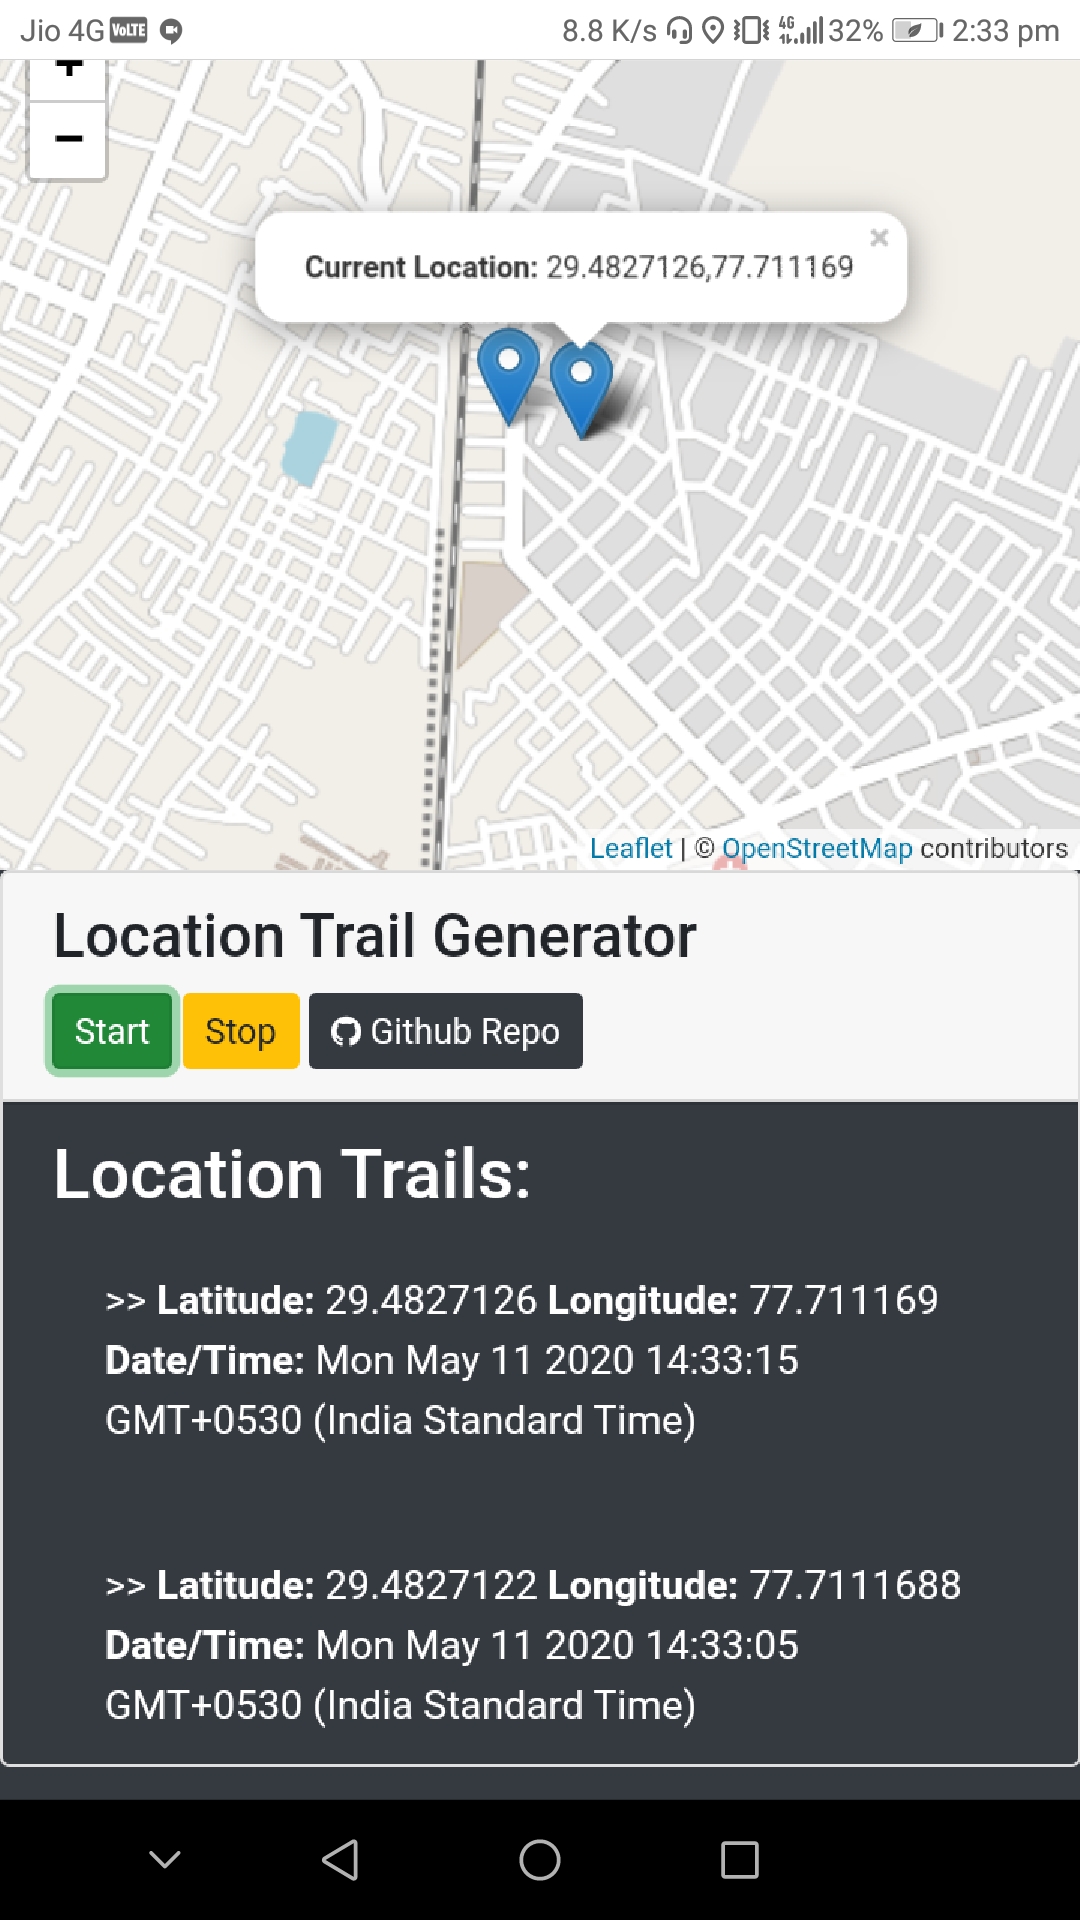 Jio 4G VoLTE 8.8 K/s 4G 32% 2:33 pm
+
−
Current Location: 29.4827126,77.711169 ×
Leaflet | © OpenStreetMap contributors
Location Trail Generator
Start Stop Github Repo
Location Trails:
>> Latitude: 29.4827126 Longitude: 77.711169
Date/Time: Mon May 11 2020 14:33:15
GMT+0530 (India Standard Time)
>> Latitude: 29.4827122 Longitude: 77.7111688
Date/Time: Mon May 11 2020 14:33:05
GMT+0530 (India Standard Time)